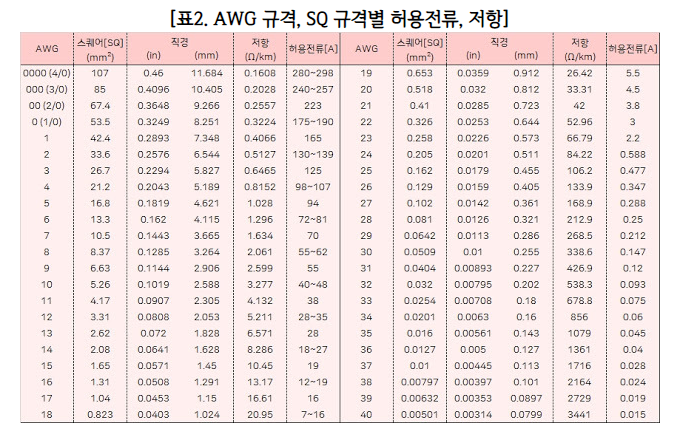 [표2. AWG 규격, SQ 규격별 허용전류, 저항]
AWG 스퀘어[SQ] (mm²) 직경 (in) (mm) 저항 (Ω/km) 허용전류[A] AWG 스퀘어[SQ] (mm²) 직경 (in) (mm) 저항 (Ω/km) 허용전류[A]
0000 (4/0) 107 0.46 11.684 0.1608 280~298 19 0.653 0.0359 0.912 26.42 5.5
000 (3/0) 85 0.4096 10.405 0.2028 240~257 20 0.518 0.032 0.812 33.31 4.5
00 (2/0) 67.4 0.3648 9.266 0.2557 223 21 0.41 0.0285 0.723 42 3.8
0 (1/0) 53.5 0.3249 8.251 0.3224 175~190 22 0.326 0.0253 0.644 52.96 3
1 42.4 0.2893 7.348 0.4066 165 23 0.258 0.0226 0.573 66.79 2.2
2 33.6 0.2576 6.544 0.5127 130~139 24 0.205 0.0201 0.511 84.22 0.588
3 26.7 0.2294 5.827 0.6465 125 25 0.162 0.0179 0.455 106.2 0.477
4 21.2 0.2043 5.189 0.8152 98~107 26 0.129 0.0159 0.405 133.9 0.347
5 16.8 0.1819 4.621 1.028 94 27 0.102 0.0142 0.361 168.9 0.288
6 13.3 0.162 4.115 1.296 72~81 28 0.081 0.0126 0.321 212.9 0.25
7 10.5 0.1443 3.665 1.634 70 29 0.0642 0.0113 0.286 268.5 0.212
8 8.37 0.1285 3.264 2.061 55~62 30 0.0509 0.01 0.255 338.6 0.147
9 6.63 0.1144 2.906 2.599 55 31 0.0404 0.00893 0.227 426.9 0.12
10 5.26 0.1019 2.588 3.277 40~48 32 0.032 0.00795 0.202 538.3 0.093
11 4.17 0.0907 2.305 4.132 38 33 0.0254 0.00708 0.18 678.8 0.075
12 3.31 0.0808 2.053 5.211 28~35 34 0.0201 0.0063 0.16 856 0.06
13 2.62 0.072 1.828 6.571 28 35 0.016 0.00561 0.143 1079 0.045
14 2.08 0.0641 1.628 8.286 18~27 36 0.0127 0.005 0.127 1361 0.04
15 1.65 0.0571 1.45 10.45 19 37 0.01 0.00445 0.113 1716 0.028
16 1.31 0.0508 1.291 13.17 12~19 38 0.00797 0.00397 0.101 2164 0.024
17 1.04 0.0453 1.15 16.61 16 39 0.00632 0.00353 0.0897 2729 0.019
18 0.823 0.0403 1.024 20.95 7~16 40 0.00501 0.00314 0.0799 3441 0.015